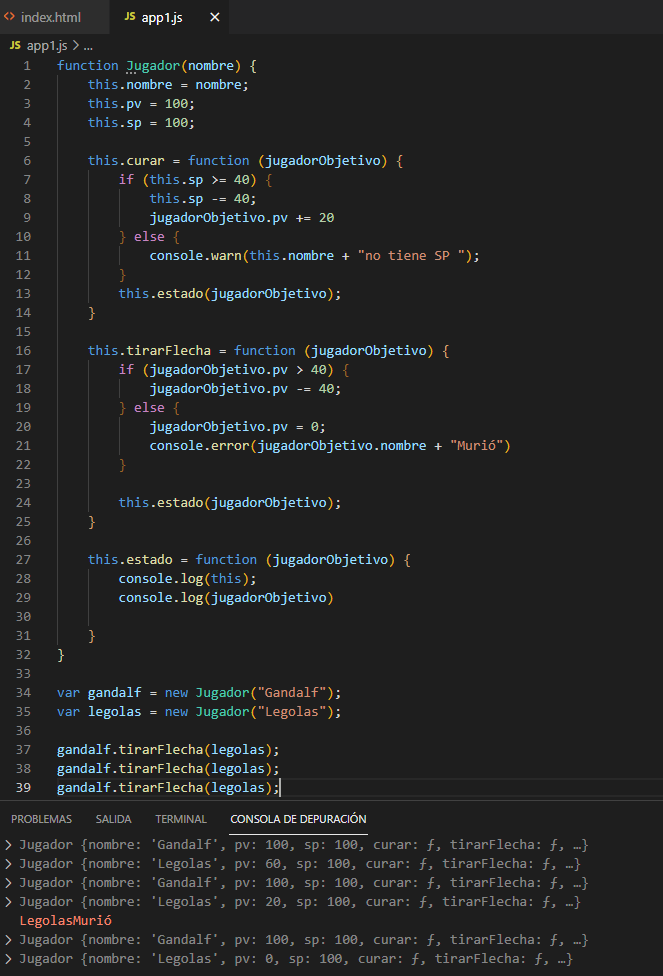 index.html JS app1.js ×
JS app1.js > ...
1 function Jugador(nombre) {
2 this.nombre = nombre;
3 this.pv = 100;
4 this.sp = 100;
5
6 this.curar = function (jugadorObjetivo) {
7 if (this.sp >= 40) {
8 this.sp -= 40;
9 jugadorObjetivo.pv += 20
10 } else {
11 console.warn(this.nombre + "no tiene SP ");
12 }
13 this.estado(jugadorObjetivo);
14 }
15
16 this.tirarFlecha = function (jugadorObjetivo) {
17 if (jugadorObjetivo.pv > 40) {
18 jugadorObjetivo.pv -= 40;
19 } else {
20 jugadorObjetivo.pv = 0;
21 console.error(jugadorObjetivo.nombre + "Murió")
22 }
23
24 this.estado(jugadorObjetivo);
25 }
26
27 this.estado = function (jugadorObjetivo) {
28 console.log(this);
29 console.log(jugadorObjetivo)
30
31 }
32 }
33
34 var gandalf = new Jugador("Gandalf");
35 var legolas = new Jugador("Legolas");
36
37 gandalf.tirarFlecha(legolas);
38 gandalf.tirarFlecha(legolas);
39 gandalf.tirarFlecha(legolas);
PROBLEMAS SALIDA TERMINAL CONSOLA DE DEPURACIÓN
> Jugador {nombre: 'Gandalf', pv: 100, sp: 100, curar: ƒ, tirarFlecha: ƒ, …}
> Jugador {nombre: 'Legolas', pv: 60, sp: 100, curar: ƒ, tirarFlecha: ƒ, …}
> Jugador {nombre: 'Gandalf', pv: 100, sp: 100, curar: ƒ, tirarFlecha: ƒ, …}
> Jugador {nombre: 'Legolas', pv: 20, sp: 100, curar: ƒ, tirarFlecha: ƒ, …}
LegolasMurió
> Jugador {nombre: 'Gandalf', pv: 100, sp: 100, curar: ƒ, tirarFlecha: ƒ, …}
> Jugador {nombre: 'Legolas', pv: 0, sp: 100, curar: ƒ, tirarFlecha: ƒ, …}